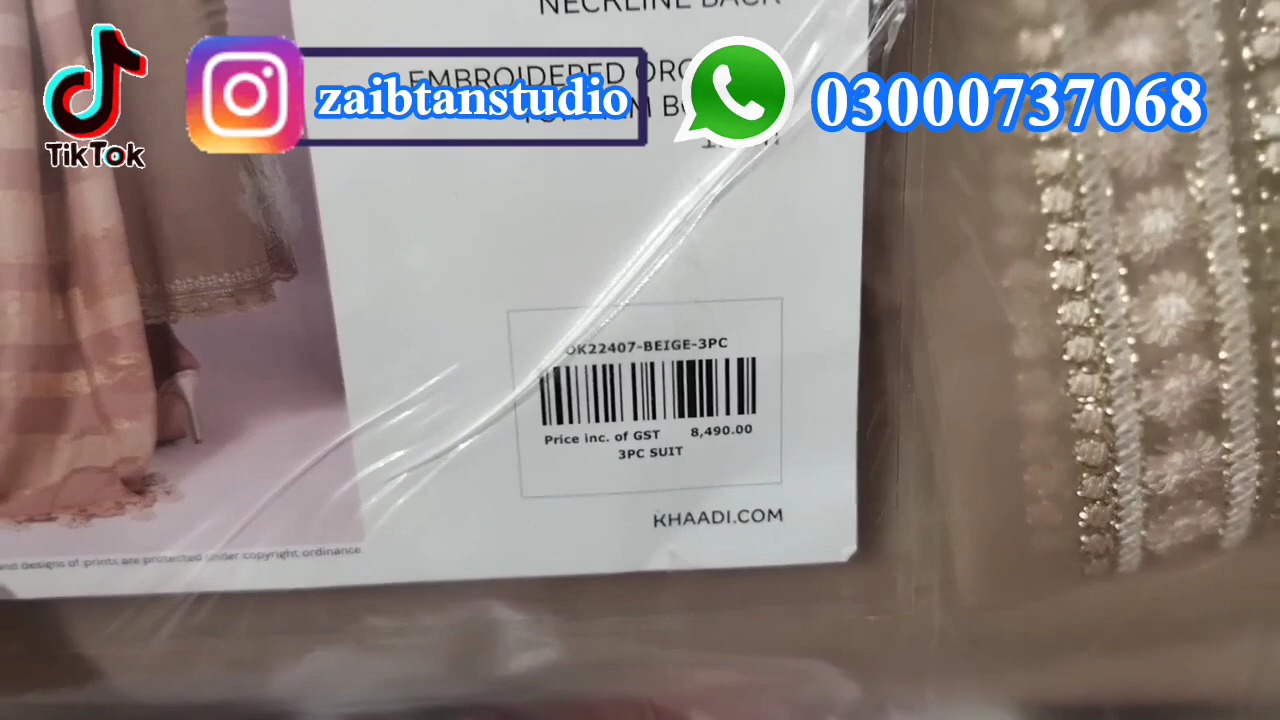 NECKLINE BACK
EMBROIDERED
TikTok
zaibtanstudio
03000737068
OK22407-BEIGE-3PC
Price inc. of GST 8,490.00
3PC SUIT
KHAADI.COM
and designs of prints are protected under copyright ordinance.